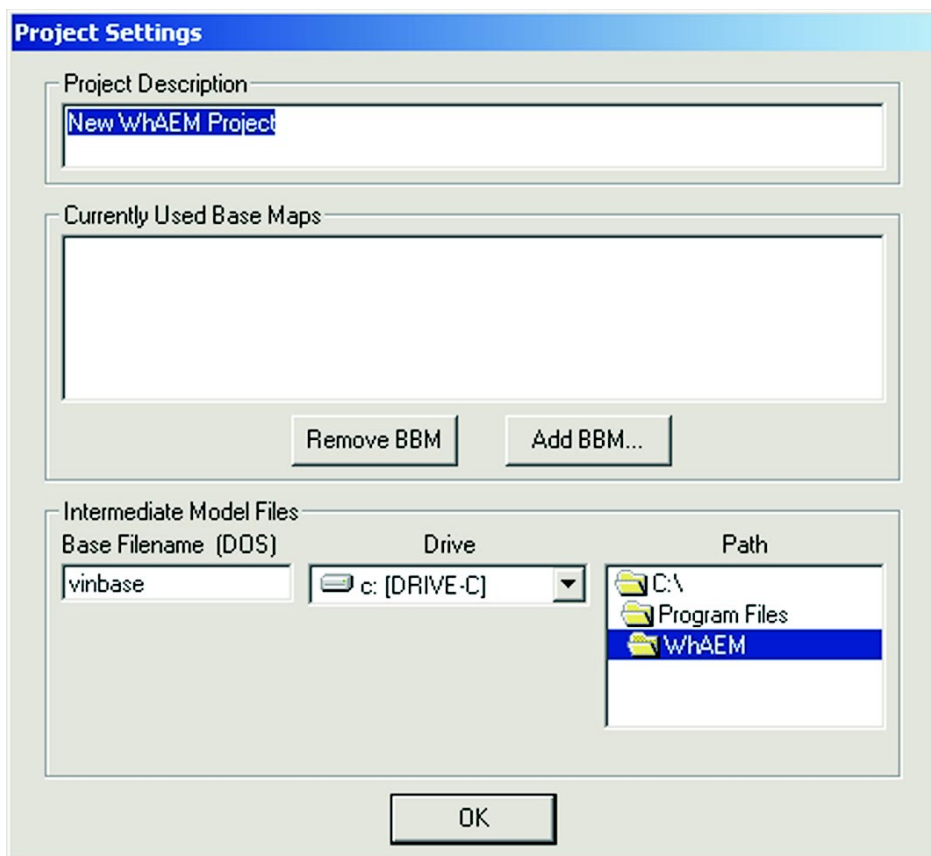 Project Settings
Project Description
New WhAEM Project
Currently Used Base Maps
Remove BBM Add BBM...
Intermediate Model Files
Base Filename (DOS) Drive Path
vinbase c: [DRIVE-C] C:\
Program Files
WhAEM
OK